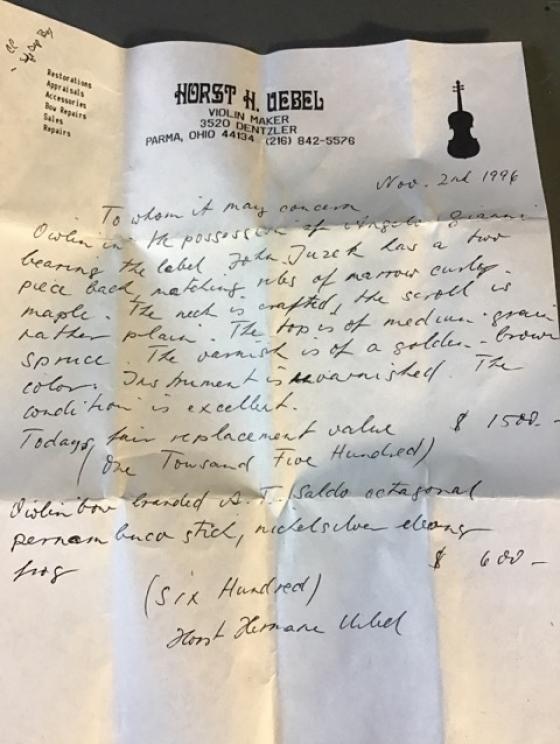 Restorations
Appraisals
Accessories
Bow Repairs
Sales
Repairs
HORST H. UEBEL
VIOLIN MAKER
3520 DENTZLER
PARMA, OHIO 44134 (216) 842-5576
Nov. 2nd 1996
To whom it may concern
Violin in the possession of Angelo Gianni
bearing the label John Juzek has a two
piece back matching ribs of narrow curly
maple. The neck is crafted, the scroll is
rather plain. The top is of medium grain
spruce. The varnish is of a golden-brown
color. Instrument is varnished. The
condition is excellent.
Todays fair replacement value $ 1500.-
(One Tousand Five Hundred)
Violin bow branded A. T. Saldo octagonal
pernambuco stick, nickelsilver
frog $ 600-
(Six Hundred)
Horst Hermann Uebel